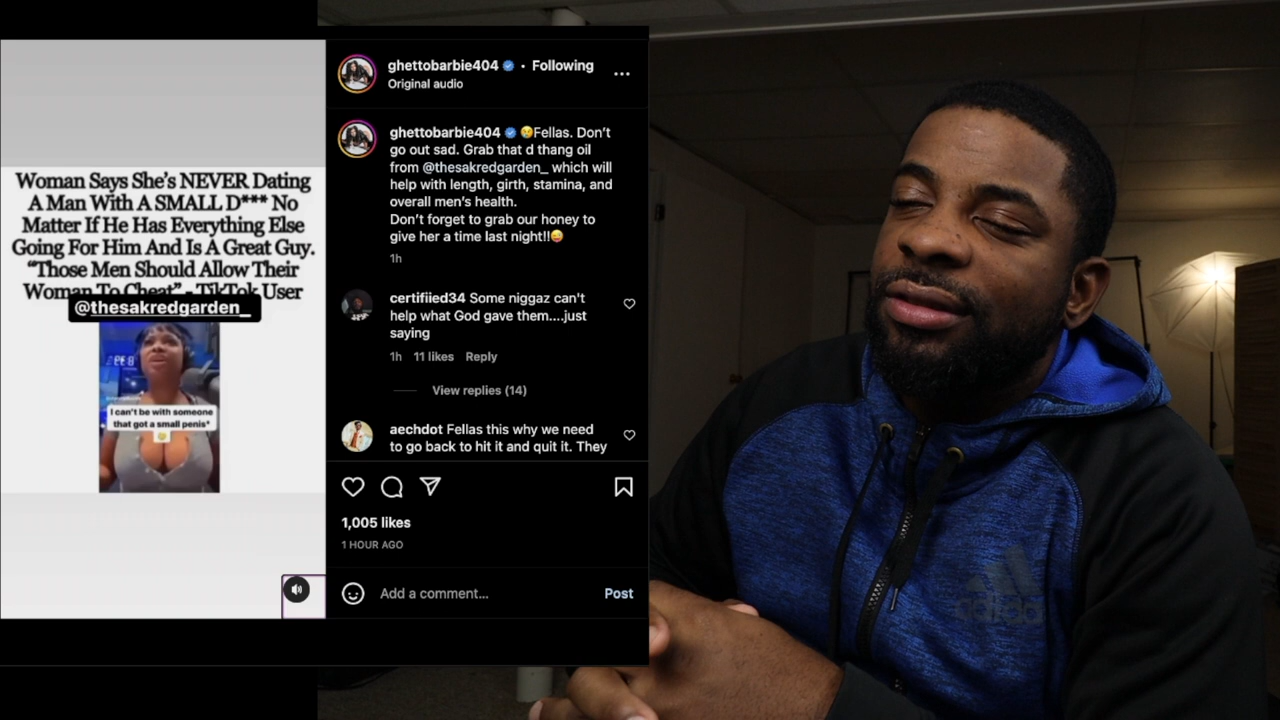 Woman Says She's NEVER Dating
A Man With A SMALL D*** No
Matter If He Has Everything Else
Going For Him And Is A Great Guy.
"Those Men Should Allow Their
Woman To Cheat" - TikTok User
@thesakredgarden_
I can't be with someone
that got a small penis*
ghettobarbie404 • Following
Original audio
ghettobarbie404 😢Fellas. Don't
go out sad. Grab that d thang oil
from @thesakredgarden_ which will
help with length, girth, stamina, and
overall men's health.
Don't forget to grab our honey to
give her a time last night!!😜
1h
certifiied34 Some niggaz can't
help what God gave them....just
saying
1h 11 likes Reply
View replies (14)
aechdot Fellas this why we need
to go back to hit it and quit it. They
1,005 likes
1 HOUR AGO
Add a comment... Post
adidas